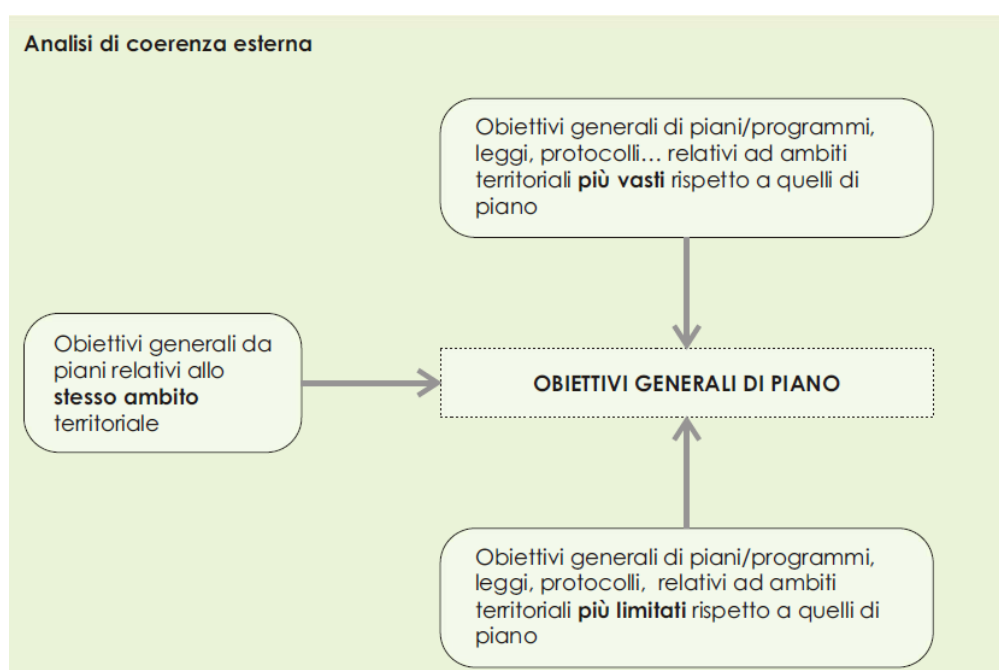 Analisi di coerenza esterna
Obiettivi generali di piani/programmi,
leggi, protocolli... relativi ad ambiti
territoriali più vasti rispetto a quelli di
piano
Obiettivi generali da
piani relativi allo
stesso ambito
territoriale
OBIETTIVI GENERALI DI PIANO
Obiettivi generali di piani/programmi,
leggi, protocolli, relativi ad ambiti
territoriali più limitati rispetto a quelli di
piano